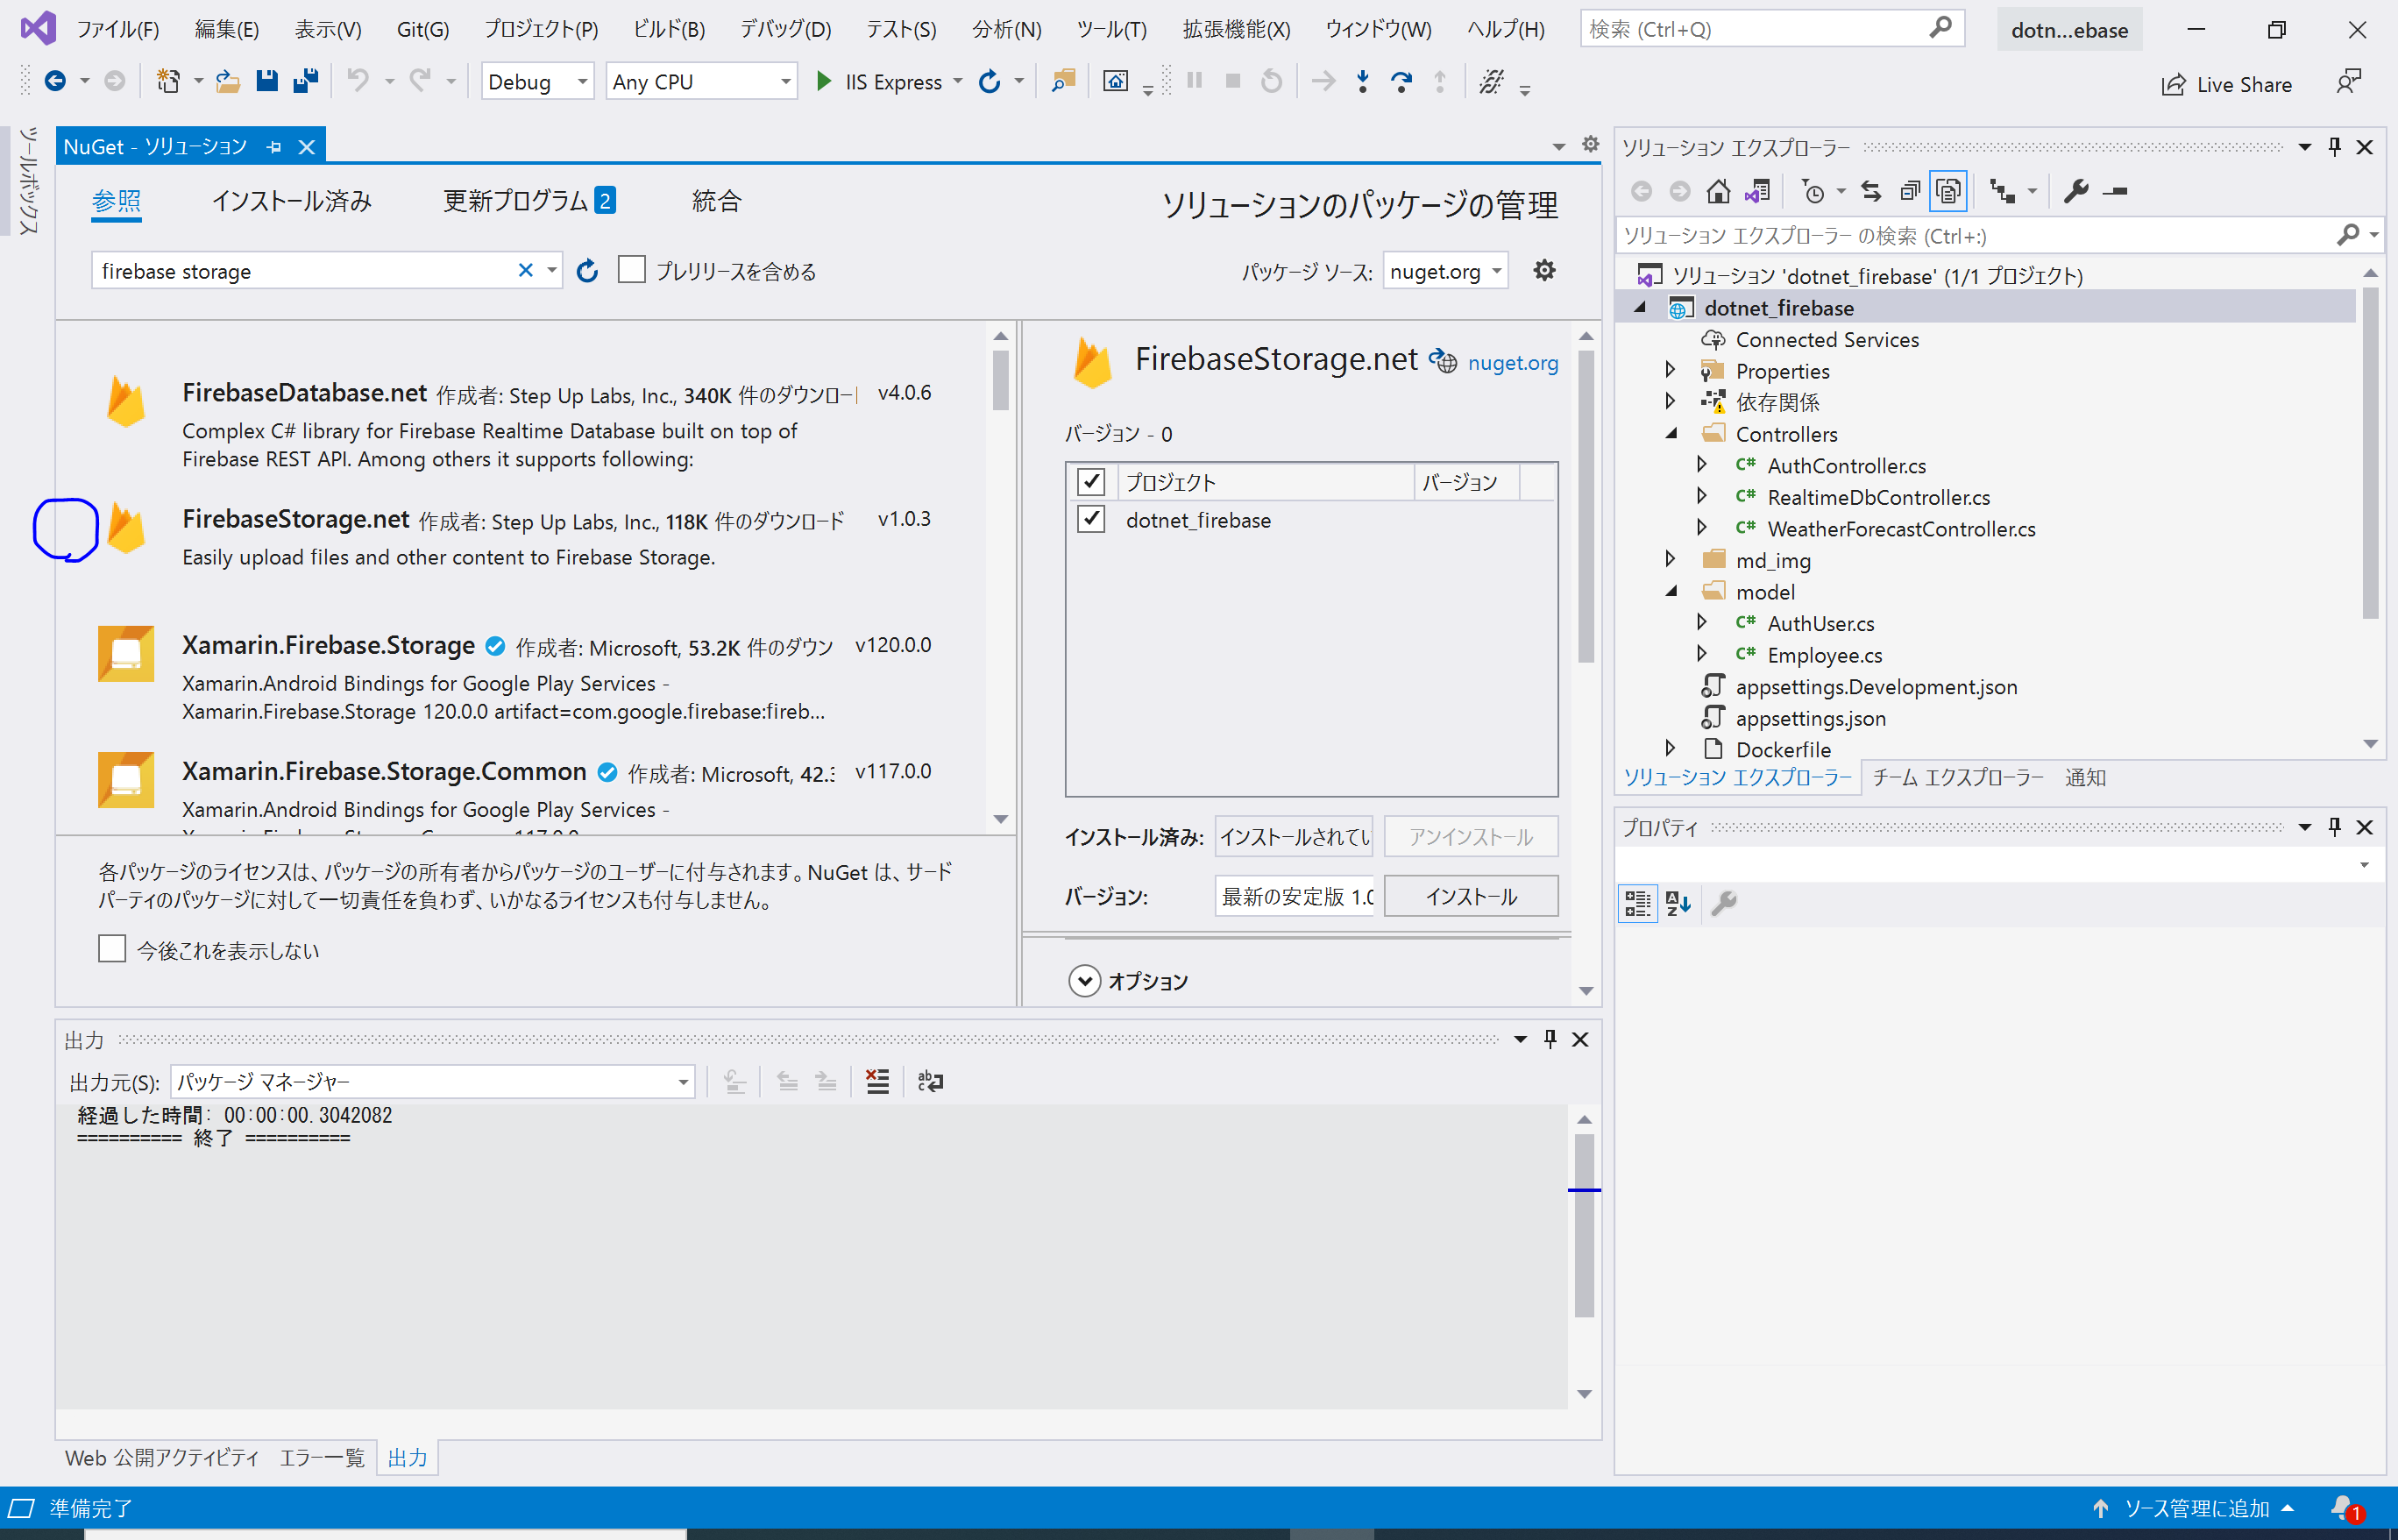 ファイル(F) 編集(E) 表示(V) Git(G) プロジェクト(P) ビルド(B) デバッグ(D) テスト(S) 分析(N) ツール(T) 拡張機能(X) ウィンドウ(W) ヘルプ(H) 検索 (Ctrl+Q) dotn...ebase
Debug Any CPU IIS Express Live Share
ツールボックス
NuGet - ソリューション
参照 インストール済み 更新プログラム 2 統合 ソリューションのパッケージの管理
firebase storage プレリリースを含める パッケージ ソース: nuget.org
FirebaseDatabase.net 作成者: Step Up Labs, Inc., 340K 件のダウンロード v4.0.6
Complex C# library for Firebase Realtime Database built on top of
Firebase REST API. Among others it supports following:
FirebaseStorage.net 作成者: Step Up Labs, Inc., 118K 件のダウンロード v1.0.3
Easily upload files and other content to Firebase Storage.
Xamarin.Firebase.Storage 作成者: Microsoft, 53.2K 件のダウン v120.0.0
Xamarin.Android Bindings for Google Play Services -
Xamarin.Firebase.Storage 120.0.0 artifact=com.google.firebase:fireb...
Xamarin.Firebase.Storage.Common 作成者: Microsoft, v117.0.0
Xamarin.Android Bindings for Google Play Services -
各パッケージのライセンスは、パッケージの所有者からパッケージのユーザーに付与されます。NuGet は、サード
パーティのパッケージに対して一切責任を負わず、いかなるライセンスも付与しません。
今後これを表示しない
FirebaseStorage.net nuget.org
バージョン - 0
プロジェクト バージョン
dotnet_firebase
インストール済み: インストールされてい アンインストール
バージョン: 最新の安定版 1.0 インストール
オプション
出力
出力元(S): パッケージ マネージャー
経過した時間: 00:00:00.3042082
========== 終了 ==========
Web 公開アクティビティ エラー一覧 出力
ソリューション エクスプローラー
ソリューション エクスプローラー の検索 (Ctrl+:)
ソリューション 'dotnet_firebase' (1/1 プロジェクト)
dotnet_firebase
Connected Services
Properties
依存関係
Controllers
C# AuthController.cs
C# RealtimeDbController.cs
C# WeatherForecastController.cs
md_img
model
C# AuthUser.cs
C# Employee.cs
appsettings.Development.json
appsettings.json
Dockerfile
ソリューション エクスプローラー チーム エクスプローラー 通知
プロパティ
準備完了 ソース管理に追加 1